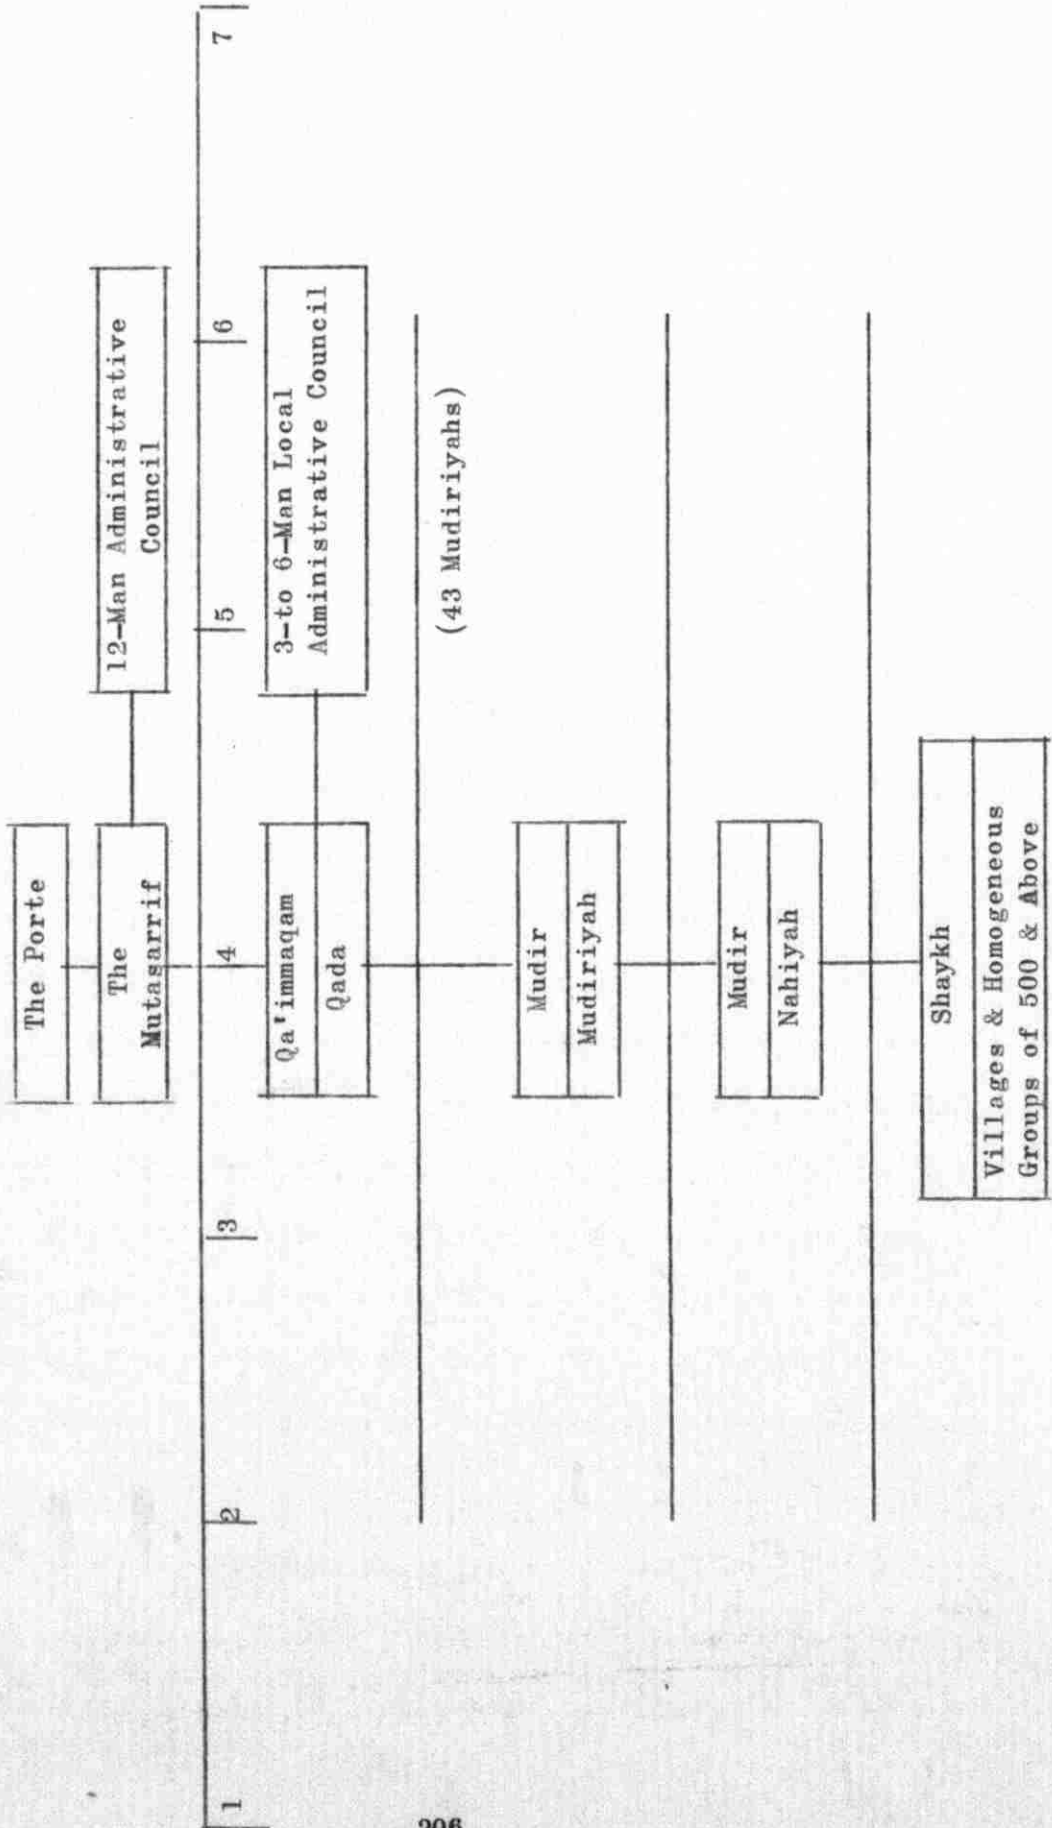 The Porte
The
Mutasarrif
12-Man Administrative
Council
1
2
3
4
5
6
7
Qa'immaqam
Qada
3-to 6-Man Local
Administrative Council
(43 Mudiriyahs)
Mudir
Mudiriyah
Mudir
Nahiyah
Shaykh
Villages & Homogeneous
Groups of 500 & Above